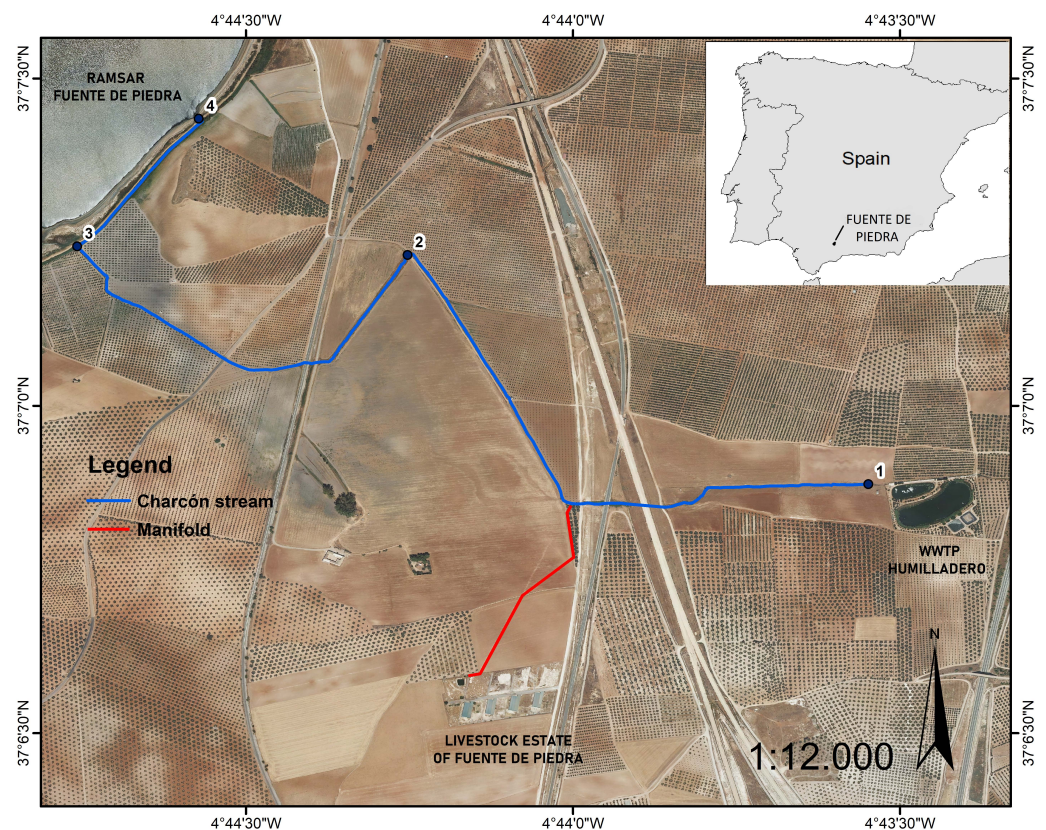 4°44'30"W
4°44'0"W
4°43'30"W
37°7'30"N
37°7'30"N
RAMSAR
FUENTE DE PIEDRA
4
Spain
FUENTE DE
PIEDRA
3
2
37°7'0"N
37°7'0"N
1
Legend
Charcón stream
Manifold
WWTP
HUMILLADERO
N
37°6'30"N
37°6'30"N
LIVESTOCK ESTATE
OF FUENTE DE PIEDRA
1:12.000
4°44'30"W
4°44'0"W
4°43'30"W